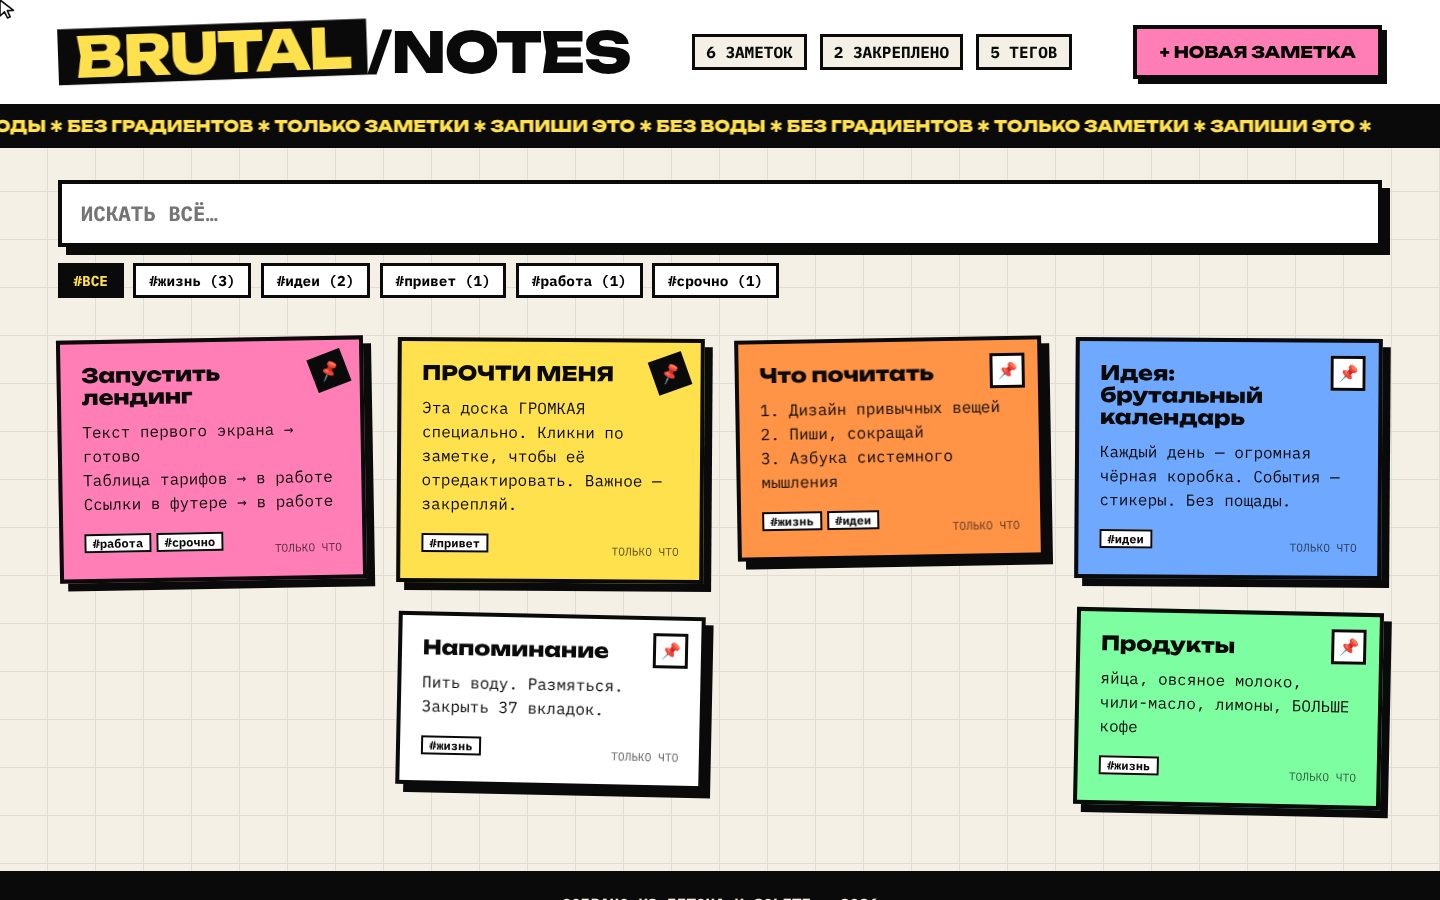 BRUTAL/NOTES
6 ЗАМЕТОК
2 ЗАКРЕПЛЕНО
5 ТЕГОВ
+ НОВАЯ ЗАМЕТКА
ОДЫ * БЕЗ ГРАДИЕНТОВ * ТОЛЬКО ЗАМЕТКИ * ЗАПИШИ ЭТО * БЕЗ ВОДЫ * БЕЗ ГРАДИЕНТОВ * ТОЛЬКО ЗАМЕТКИ * ЗАПИШИ ЭТО *
ИСКАТЬ ВСЁ…
#ВСЕ
#жизнь (3)
#идеи (2)
#привет (1)
#работа (1)
#срочно (1)
Запустить
лендинг
Текст первого экрана →
готово
Таблица тарифов → в работе
Ссылки в футере → в работе
#работа #срочно
ТОЛЬКО ЧТО
ПРОЧТИ МЕНЯ
Эта доска ГРОМКАЯ
специально. Кликни по
заметке, чтобы её
отредактировать. Важное —
закрепляй.
#привет
ТОЛЬКО ЧТО
Что почитать
1. Дизайн привычных вещей
2. Пиши, сокращай
3. Азбука системного
мышления
#жизнь #идеи
ТОЛЬКО ЧТО
Идея:
брутальный
календарь
Каждый день — огромная
чёрная коробка. События —
стикеры. Без пощады.
#идеи
ТОЛЬКО ЧТО
Напоминание
Пить воду. Размяться.
Закрыть 37 вкладок.
#жизнь
ТОЛЬКО ЧТО
Продукты
яйца, овсяное молоко,
чили-масло, лимоны, БОЛЬШЕ
кофе
#жизнь
ТОЛЬКО ЧТО